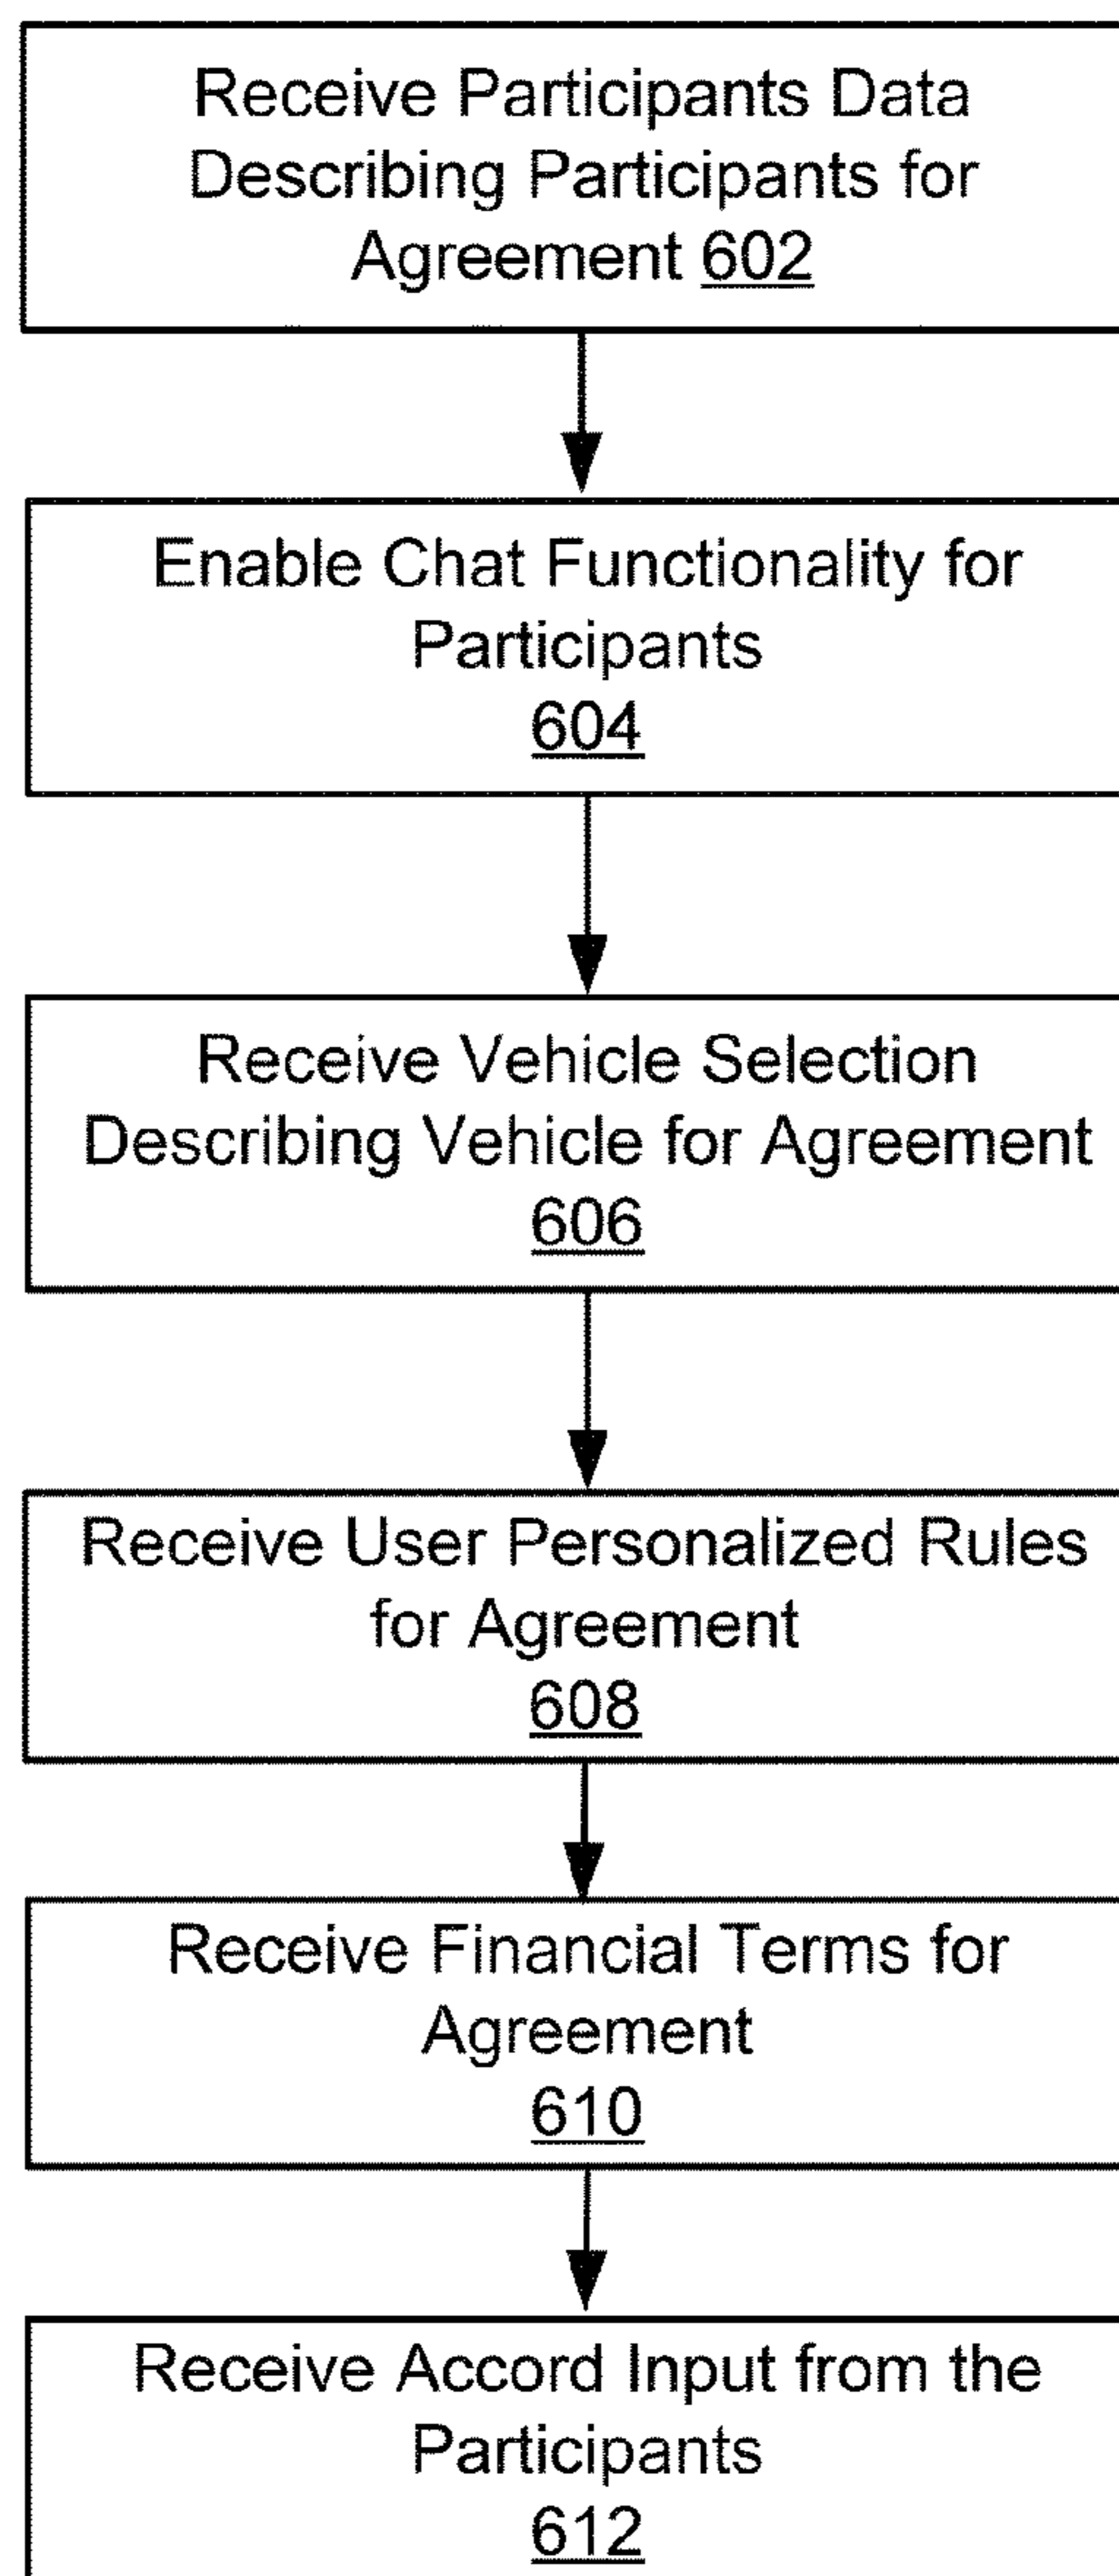 Receive Participants Data
Describing Participants for
Agreement 602
Enable Chat Functionality for
Participants
604
Receive Vehicle Selection
Describing Vehicle for Agreement
606
Receive User Personalized Rules
for Agreement
608
Receive Financial Terms for
Agreement
610
Receive Accord Input from the
Participants
612